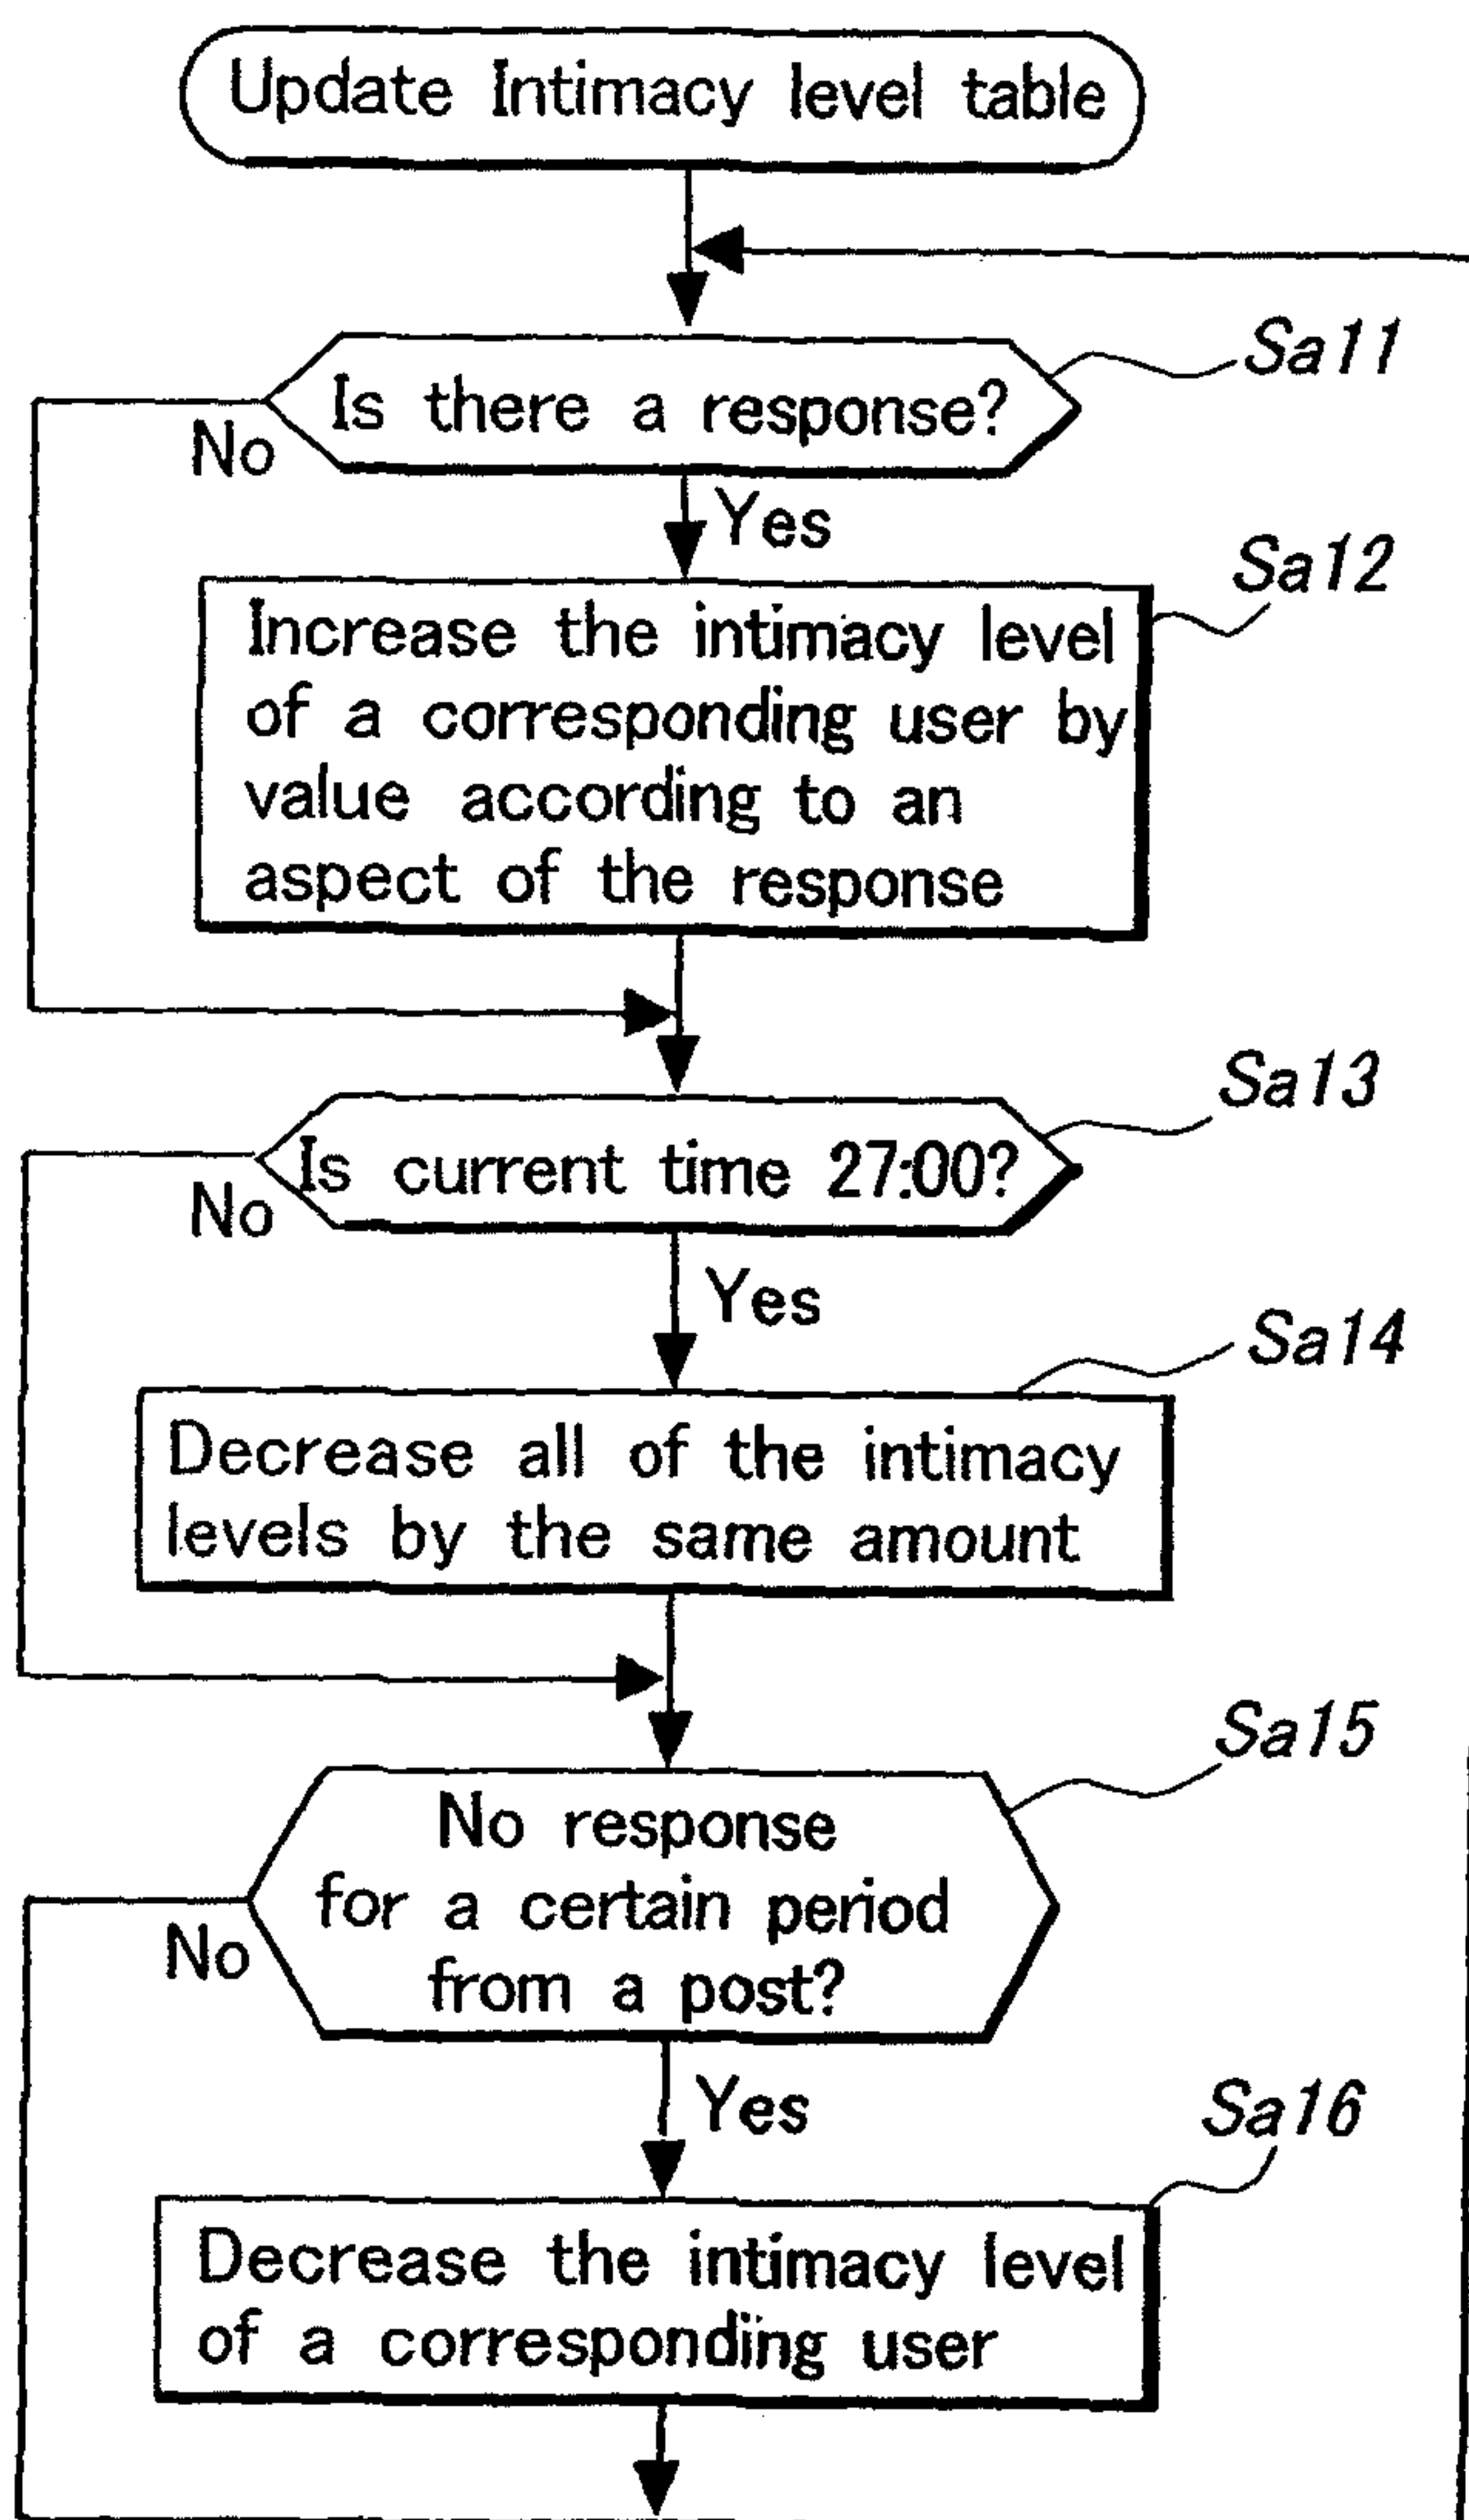 Update Intimacy level table
Sa11
Is there a response?
No
Yes
Sa12
Increase the intimacy level
of a corresponding user by
value according to an
aspect of the response
Sa13
Is current time 27:00?
No
Yes
Sa14
Decrease all of the intimacy
levels by the same amount
Sa15
No response
for a certain period
from a post?
No
Yes
Sa16
Decrease the intimacy level
of a corresponding user